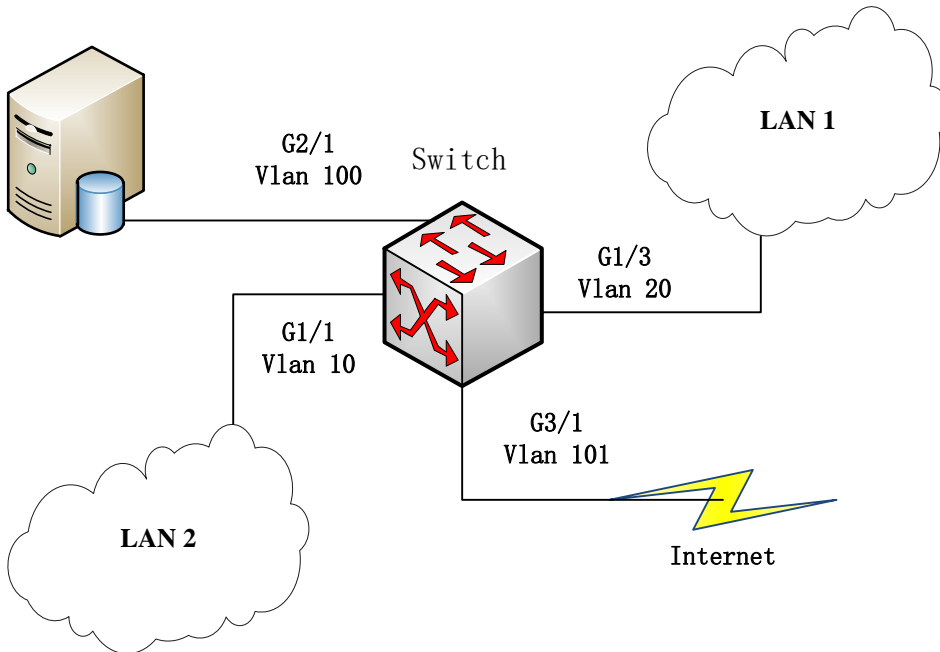 LAN 1
G2/1
Vlan 100
Switch
G1/3
Vlan 20
G1/1
Vlan 10
G3/1
Vlan 101
LAN 2
Internet